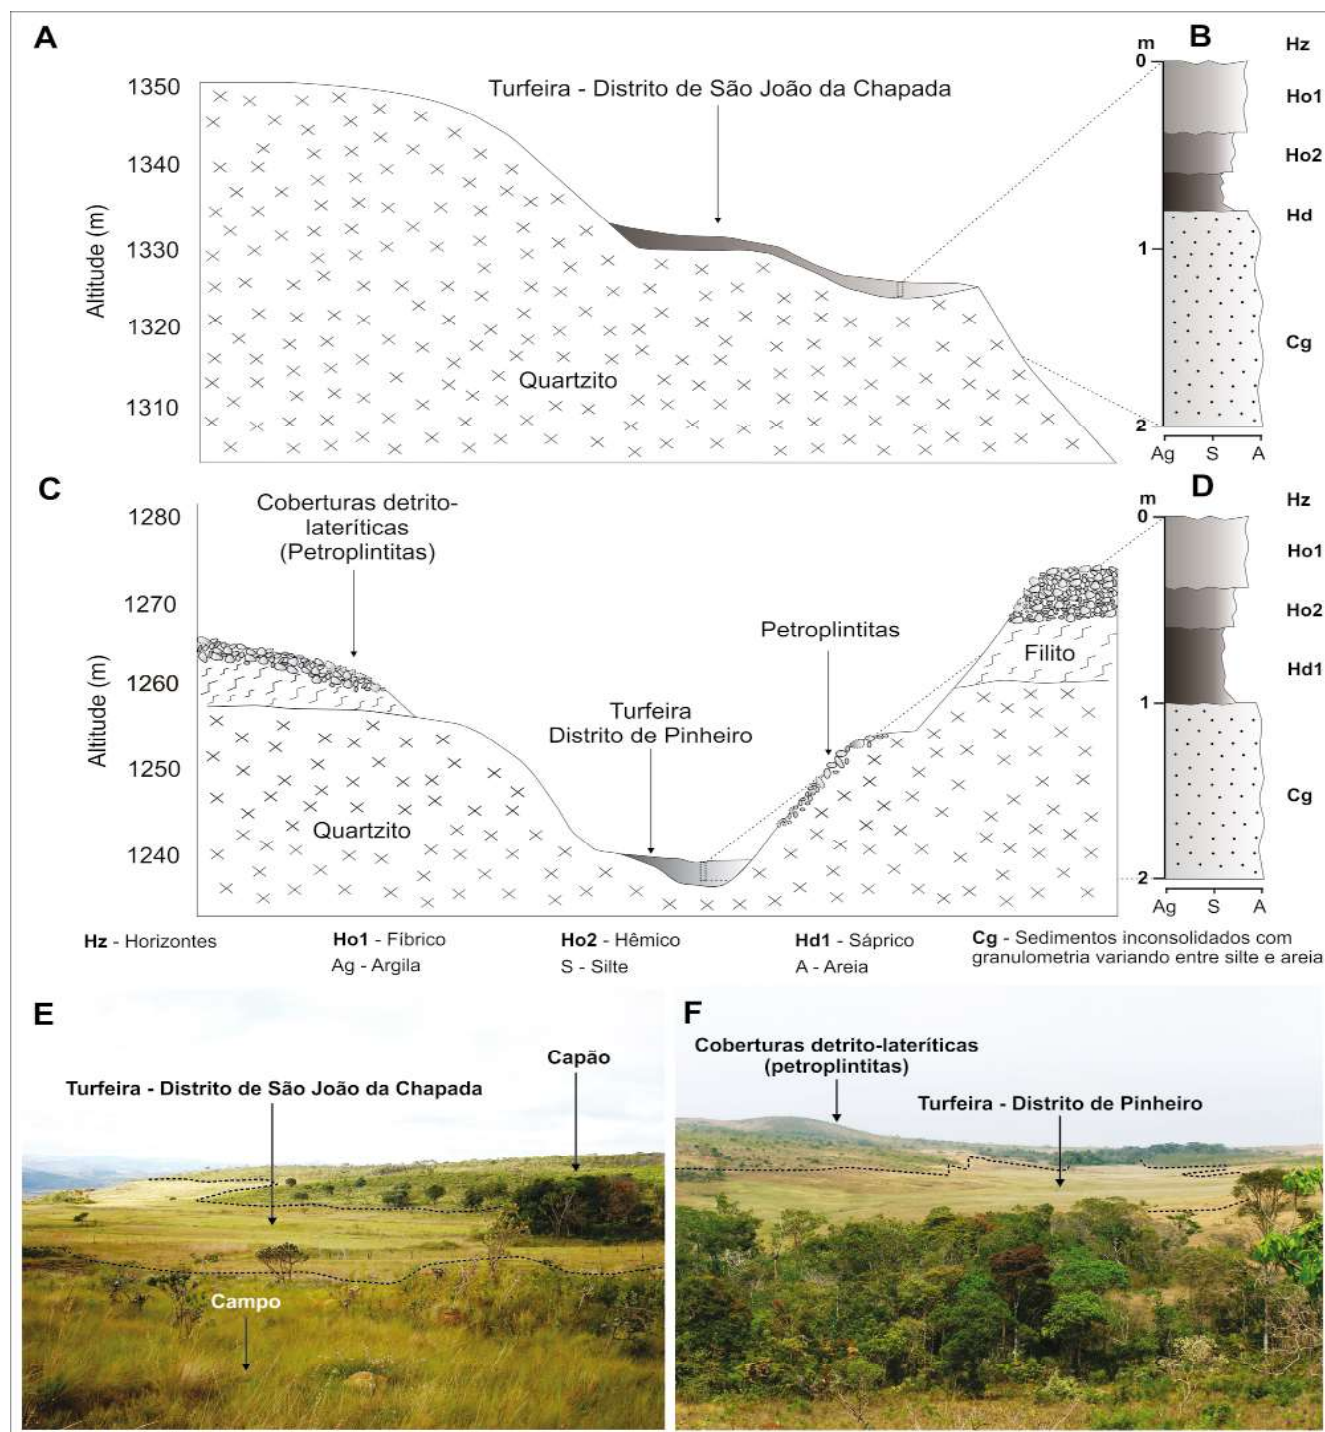 A
1350
1340
1330
1320
1310
Altitude (m)
Turfeira - Distrito de São João da Chapada
Quartzito
B
m
Hz
0
Ho1
Ho2
Hd
1
Cg
2
Ag S A
C
1280
1270
1260
1250
1240
Altitude (m)
Coberturas detrito-
lateríticas
(Petroplintitas)
Petroplintitas
Filito
Turfeira
Distrito de Pinheiro
Quartzito
D
m
Hz
0
Ho1
Ho2
Hd1
1
Cg
2
Ag S A
Hz - Horizontes
Ho1 - Fíbrico
Ag - Argila
Ho2 - Hêmico
S - Silte
Hd1 - Sáprico
A - Areia
Cg - Sedimentos inconsolidados com
granulometria variando entre silte e areia
E
Capão
Turfeira - Distrito de São João da Chapada
Campo
F
Coberturas detrito-lateríticas
(petroplintitas)
Turfeira - Distrito de Pinheiro